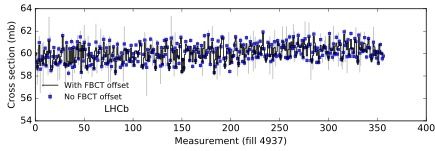 64
62
60
58
56
54
Cross section (mb)
With FBCT offset
No FBCT offset
LHCb
0 50 100 150 200 250 300 350 400
Measurement (fill 4937)